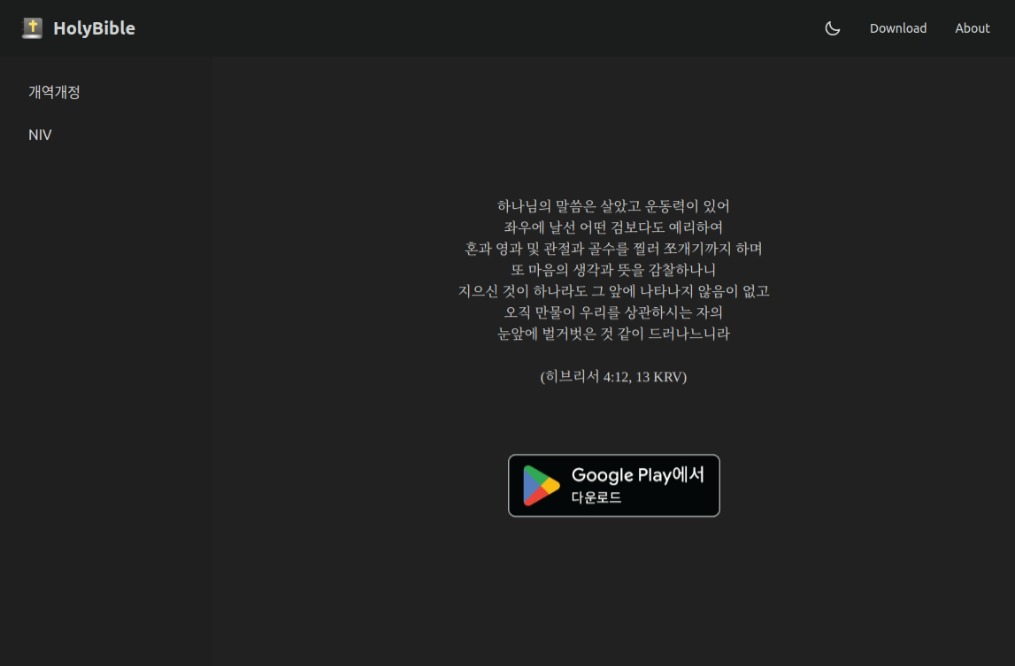 HolyBible
Download
About
개역개정
NIV
하나님의 말씀은 살았고 운동력이 있어
좌우에 날선 어떤 검보다도 예리하여
혼과 영과 및 관절과 골수를 찔러 쪼개기까지 하며
또 마음의 생각과 뜻을 감찰하나니
지으신 것이 하나라도 그 앞에 나타나지 않음이 없고
오직 만물이 우리를 상관하시는 자의
눈앞에 벌거벗은 것 같이 드러나느니라
(히브리서 4:12, 13 KRV)
Google Play에서
다운로드